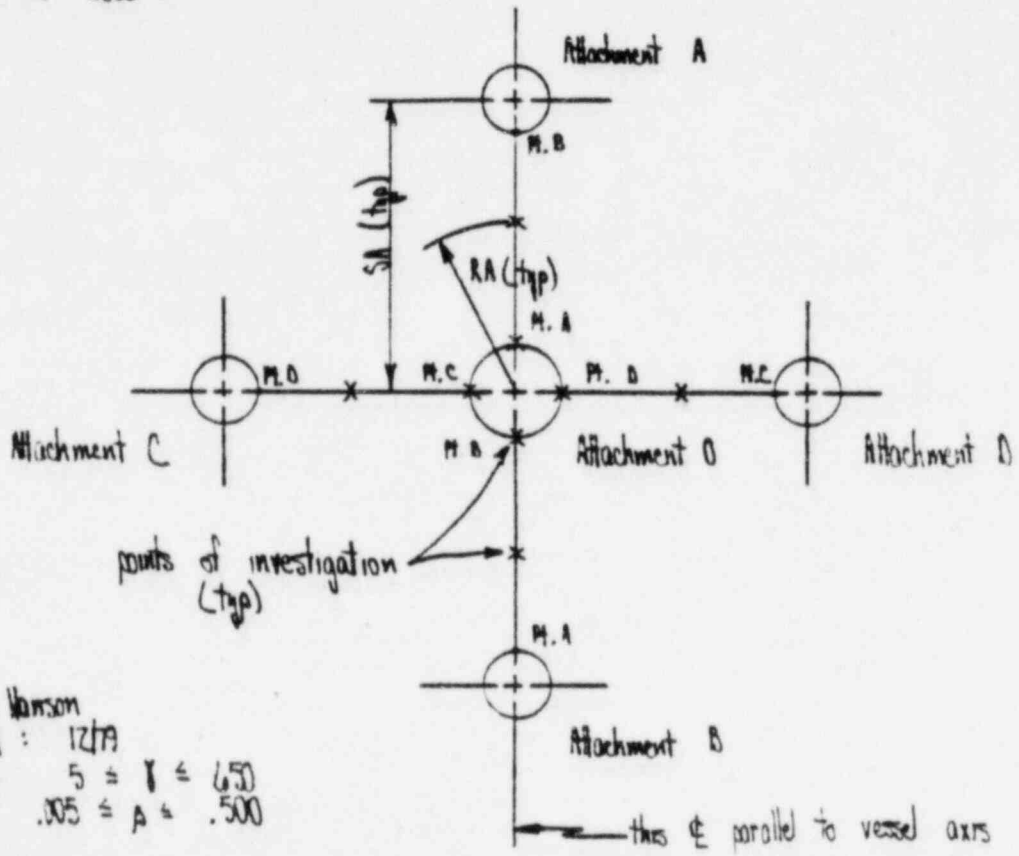 Attachment A
Pt. B
SA (typ)
RA (typ)
Pt. A
Pt. D
Pt. C
Pt. D
Pt. C
Attachment C
Pt. B
Attachment O
Attachment D
points of investigation
(typ)
Pt. A
: 12/79
5 ≤ γ ≤ 650
.005 ≤ β ≤ .500
Attachment B
this ℄ parallel to vessel axis